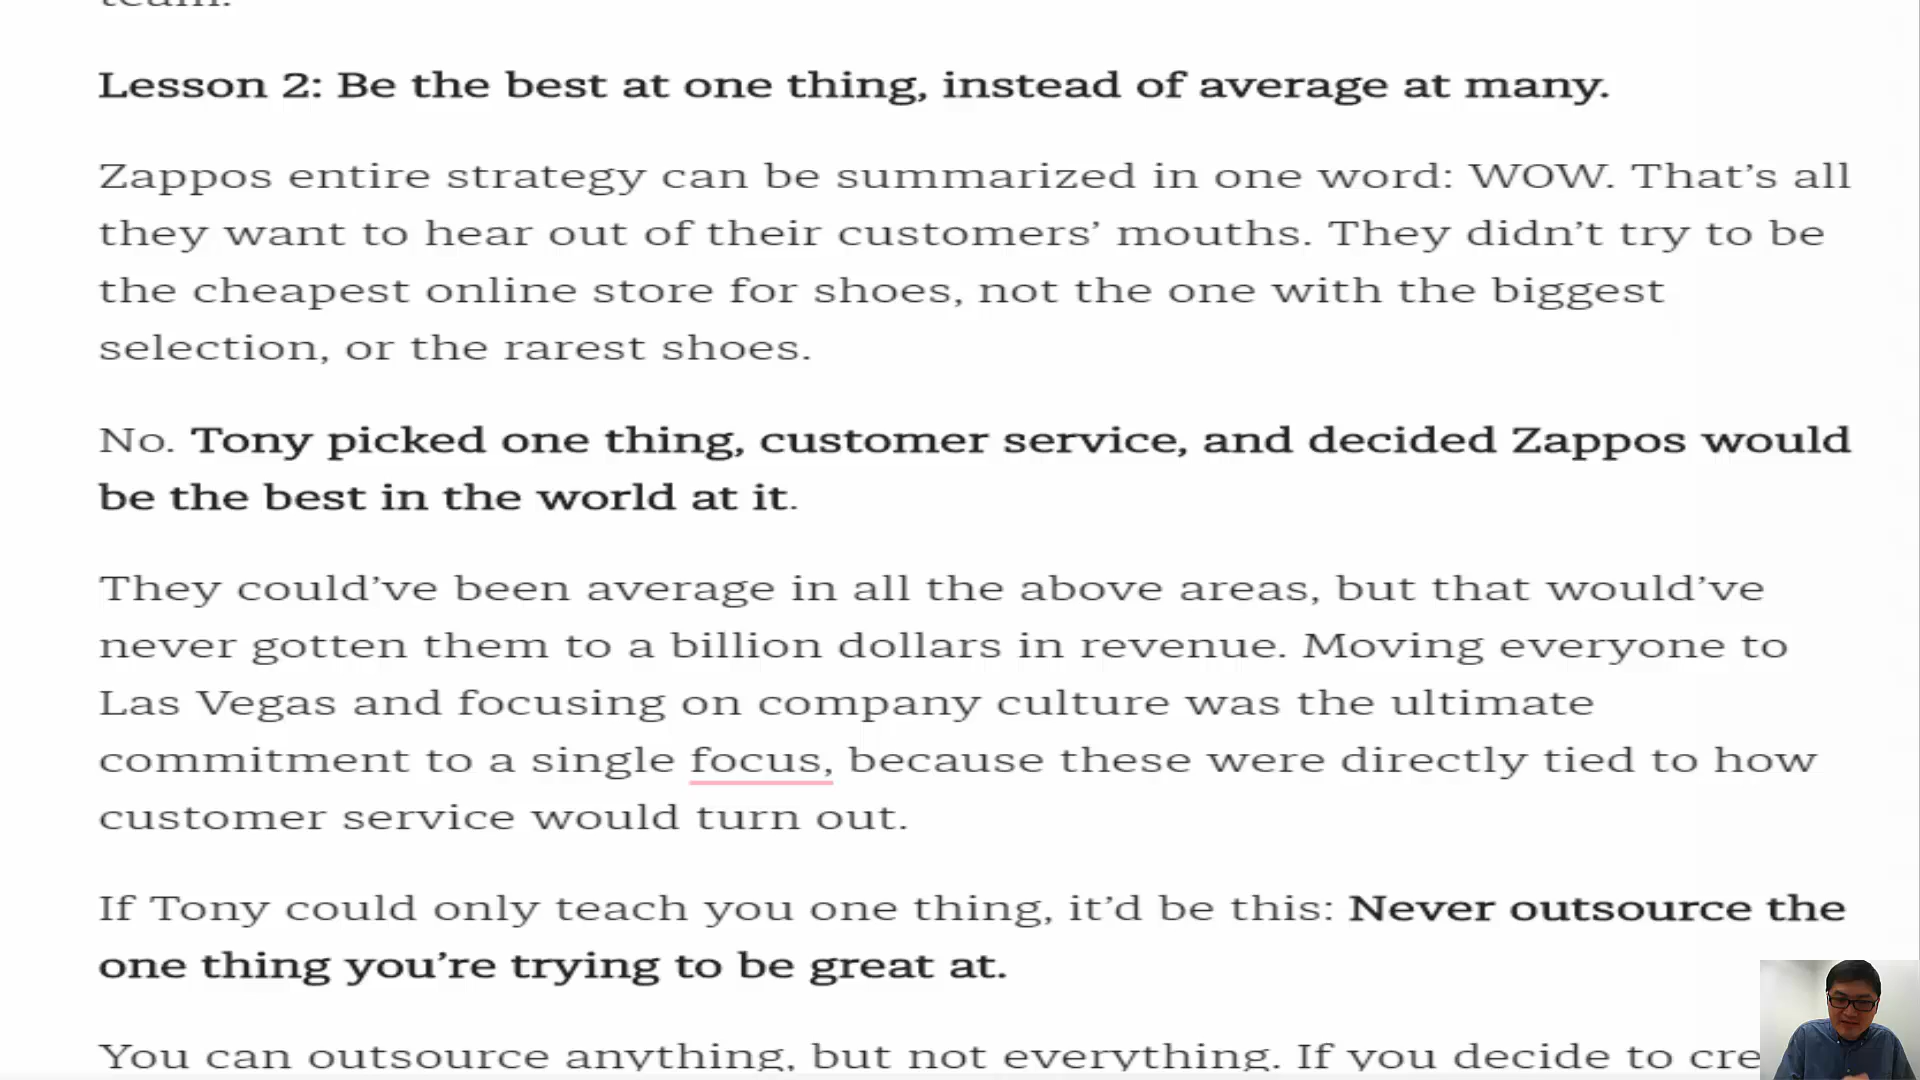 team.
Lesson 2: Be the best at one thing, instead of average at many.
Zappos entire strategy can be summarized in one word: WOW. That’s all
they want to hear out of their customers’ mouths. They didn’t try to be
the cheapest online store for shoes, not the one with the biggest
selection, or the rarest shoes.
No. Tony picked one thing, customer service, and decided Zappos would
be the best in the world at it.
They could’ve been average in all the above areas, but that would’ve
never gotten them to a billion dollars in revenue. Moving everyone to
Las Vegas and focusing on company culture was the ultimate
commitment to a single focus, because these were directly tied to how
customer service would turn out.
If Tony could only teach you one thing, it’d be this: Never outsource the
one thing you’re trying to be great at.
You can outsource anything, but not everything. If you decide to cre